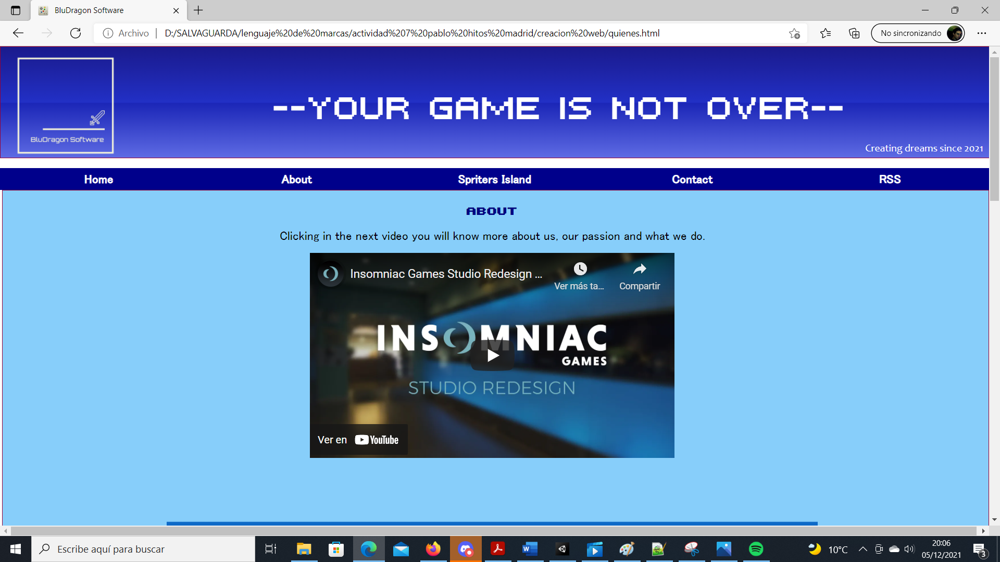 BluDragon Software
Archivo | D:/SALVAGUARDA/lenguaje%20de%20marcas/actividad%207%20pablo%20hitos%20madrid/creacion%20web/quienes.html
No sincronizando
BluDragon Software
--YOUR GAME IS NOT OVER--
Creating dreams since 2021
Home About Spriters Island Contact RSS
ABOUT
Clicking in the next video you will know more about us, our passion and what we do.
Insomniac Games Studio Redesign ...
Ver más ta... Compartir
INSOMNIAC
GAMES
STUDIO REDESIGN
Ver en YouTube
Escribe aquí para buscar
10°C
20:06
05/12/2021
3